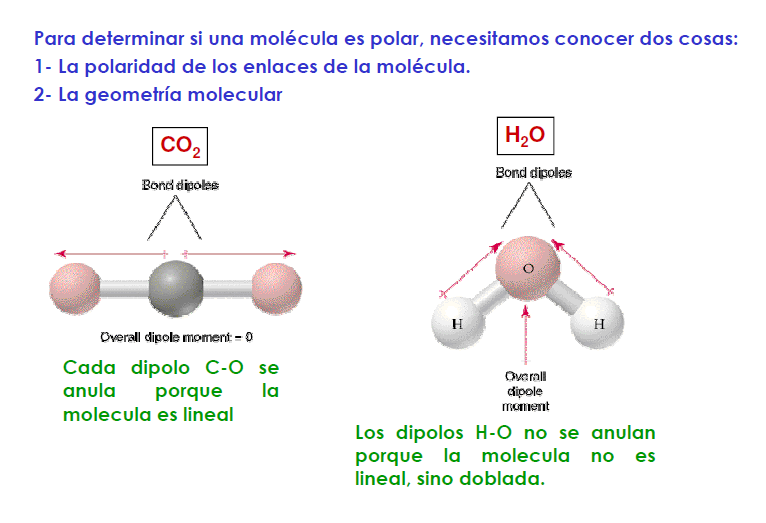 Para determinar si una molécula es polar, necesitamos conocer dos cosas:
1- La polaridad de los enlaces de la molécula.
2- La geometría molecular
CO₂
Bond dipoles
Overall dipole moment = 0
Cada dipolo C-O se
anula porque la
molecula es lineal
H₂O
Bond dipoles
O
H
H
Overall
dipole
moment
Los dipolos H-O no se anulan
porque la molecula no es
lineal, sino doblada.